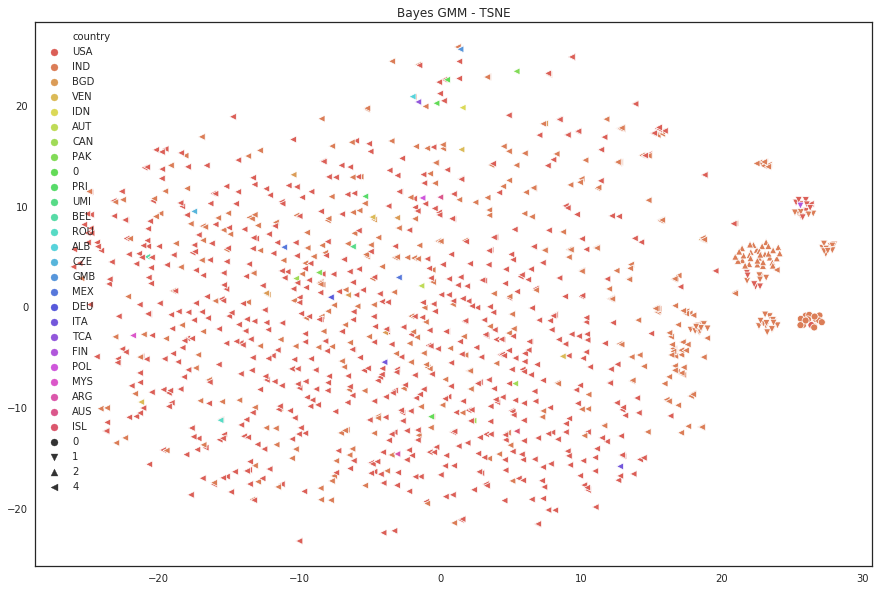 Bayes GMM - TSNE
country
USA
IND
BGD
VEN
IDN
AUT
CAN
PAK
0
PRI
UMI
BEL
ROU
ALB
CZE
GMB
MEX
DEU
ITA
TCA
FIN
POL
MYS
ARG
AUS
ISL
0
1
2
4
20
10
0
−10
−20
−20
−10
0
10
20
30